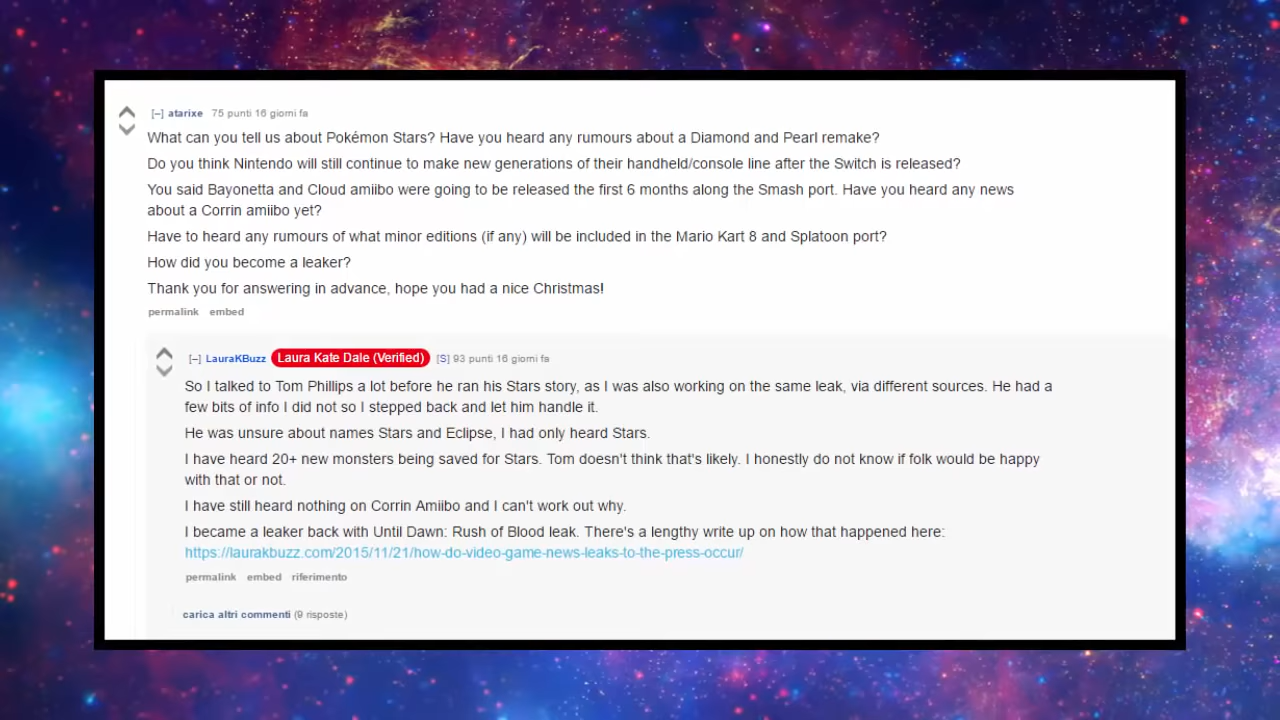 [–] atarixe 75 punti 16 giorni fa
What can you tell us about Pokémon Stars? Have you heard any rumours about a Diamond and Pearl remake?
Do you think Nintendo will still continue to make new generations of their handheld/console line after the Switch is released?
You said Bayonetta and Cloud amiibo were going to be released the first 6 months along the Smash port. Have you heard any news
about a Corrin amiibo yet?
Have to heard any rumours of what minor editions (if any) will be included in the Mario Kart 8 and Splatoon port?
How did you become a leaker?
Thank you for answering in advance, hope you had a nice Christmas!
permalink embed
[–] LauraKBuzz Laura Kate Dale (Verified) [S] 93 punti 16 giorni fa
So I talked to Tom Phillips a lot before he ran his Stars story, as I was also working on the same leak, via different sources. He had a
few bits of info I did not so I stepped back and let him handle it.
He was unsure about names Stars and Eclipse, I had only heard Stars.
I have heard 20+ new monsters being saved for Stars. Tom doesn't think that's likely. I honestly do not know if folk would be happy
with that or not.
I have still heard nothing on Corrin Amiibo and I can't work out why.
I became a leaker back with Until Dawn: Rush of Blood leak. There's a lengthy write up on how that happened here:
https://laurakbuzz.com/2015/11/21/how-do-video-game-news-leaks-to-the-press-occur/
permalink embed riferimento
carica altri commenti (9 risposte)